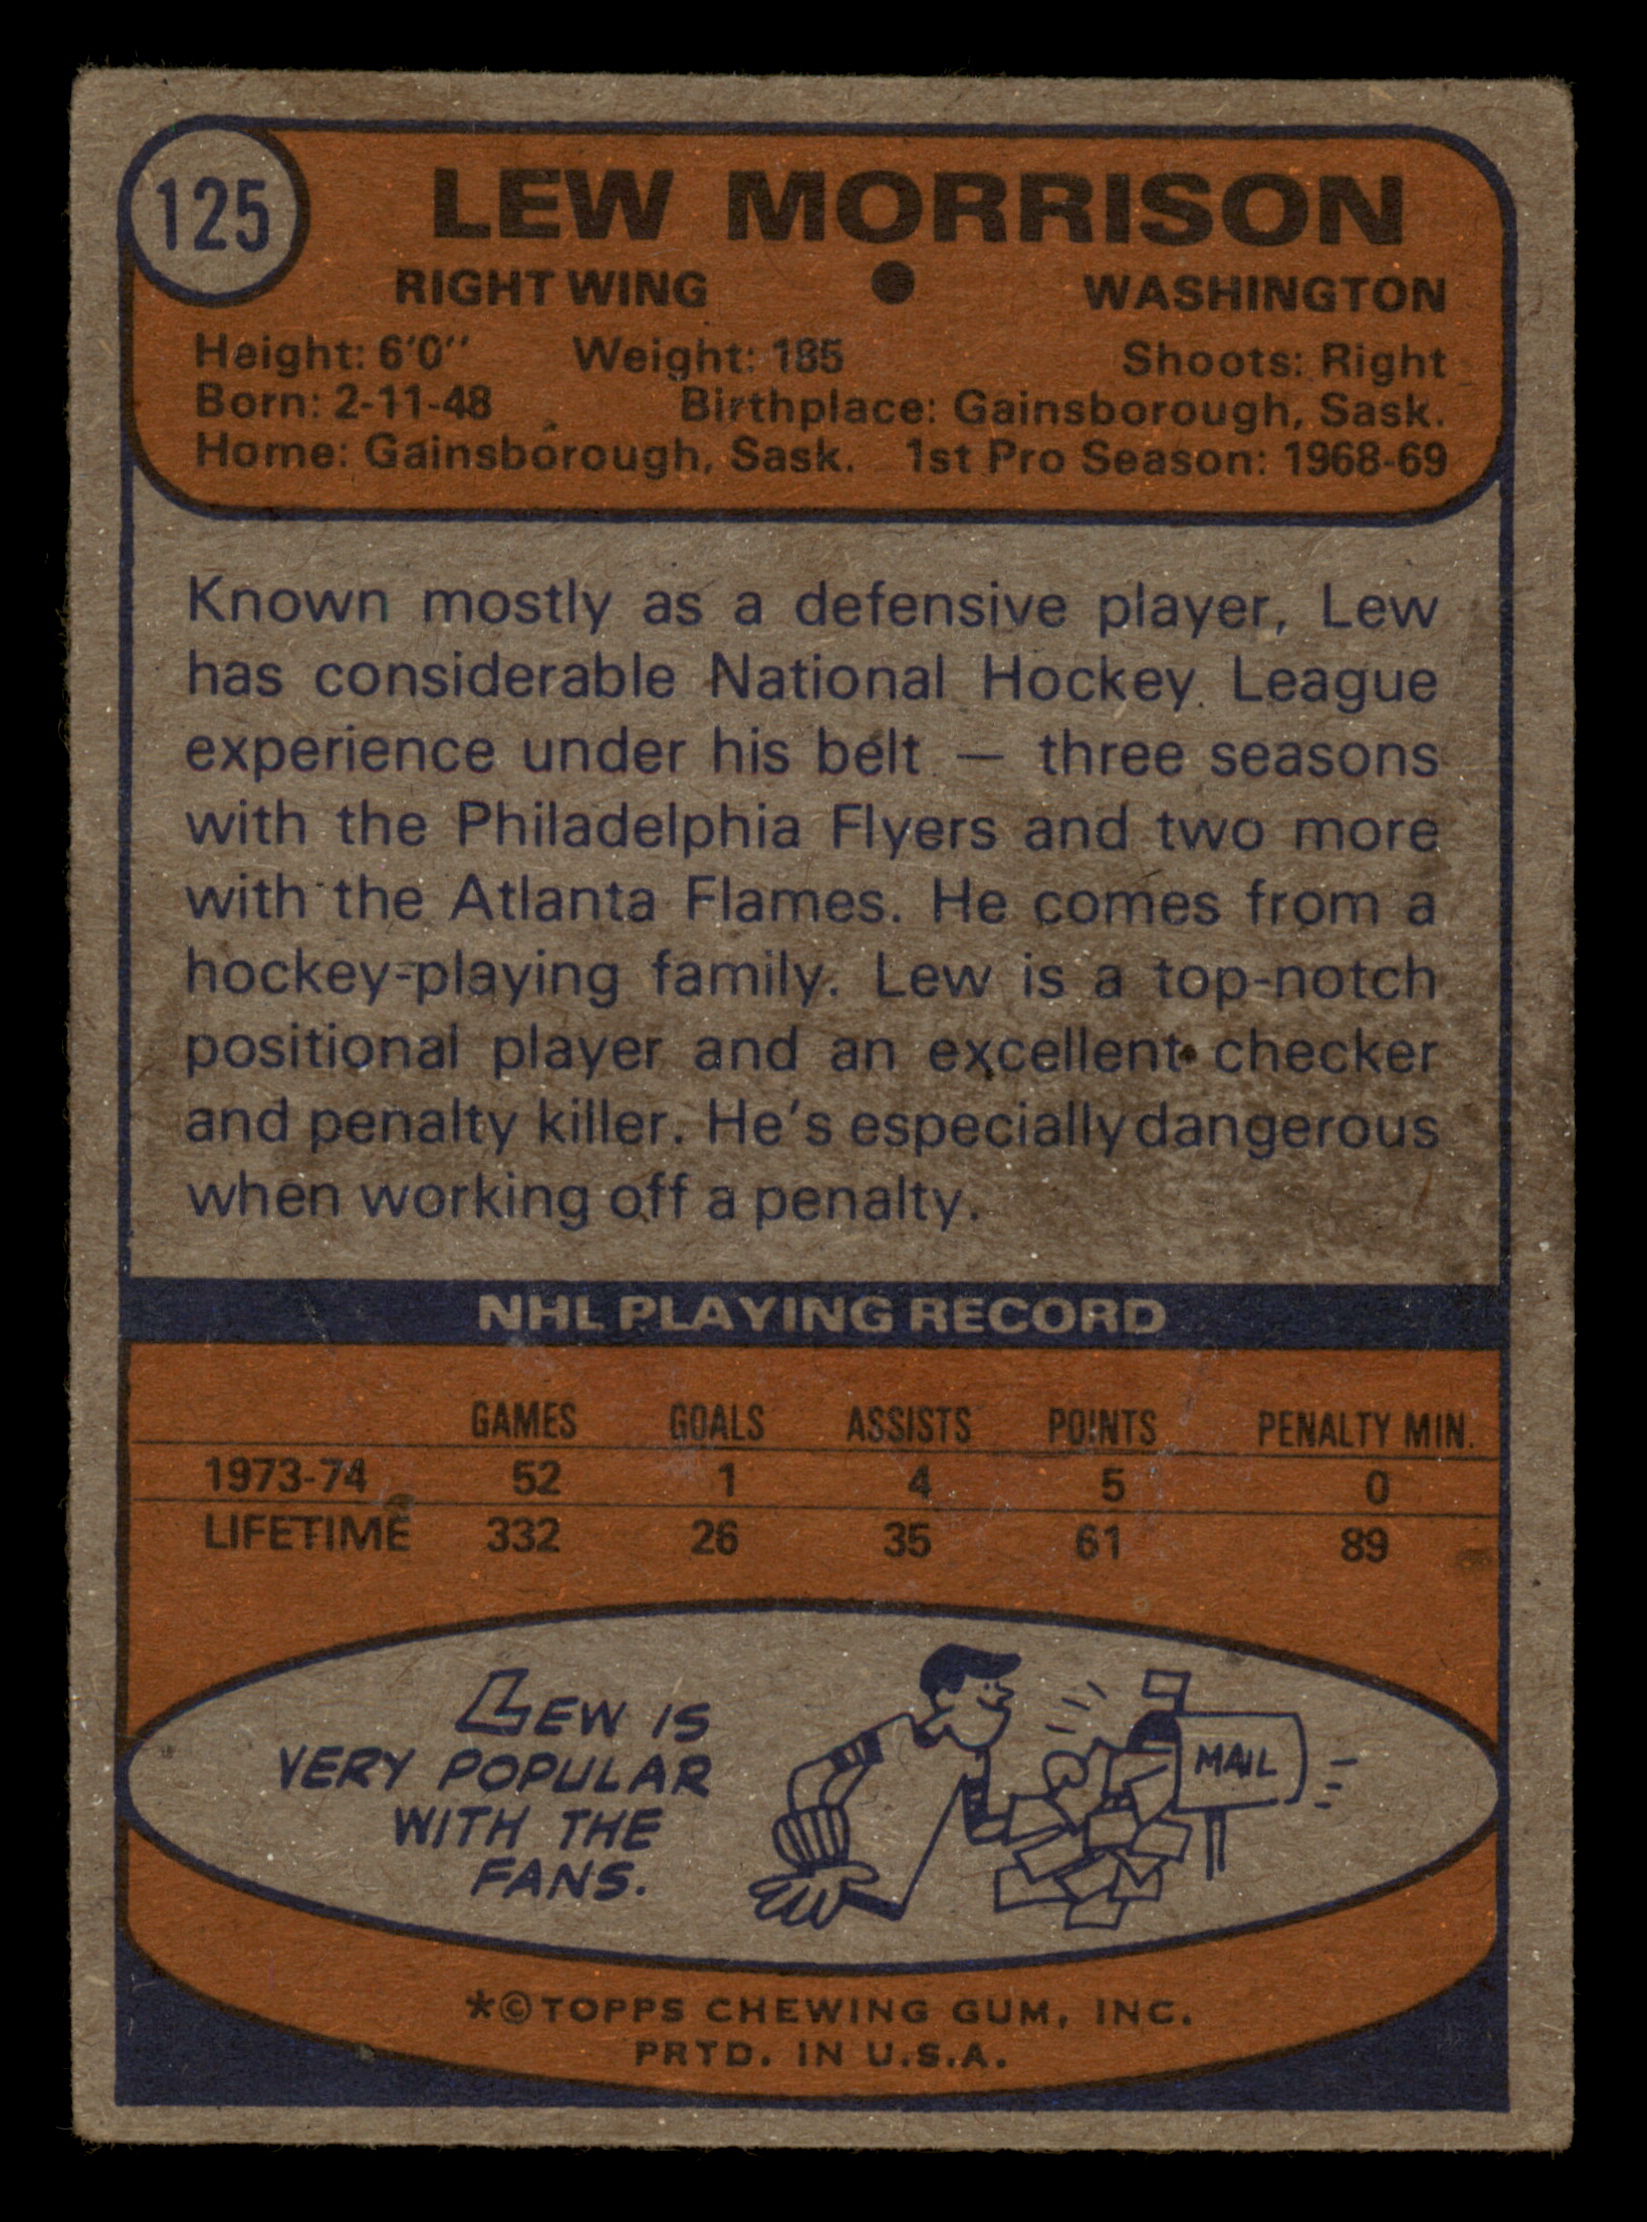 125
LEW MORRISON
RIGHT WING ● WASHINGTON
Height: 6'0" Weight: 185 Shoots: Right
Born: 2-11-48 Birthplace: Gainsborough, Sask.
Home: Gainsborough, Sask. 1st Pro Season: 1968-69
Known mostly as a defensive player, Lew
has considerable National Hockey League
experience under his belt — three seasons
with the Philadelphia Flyers and two more
with the Atlanta Flames. He comes from a
hockey-playing family. Lew is a top-notch
positional player and an excellent checker
and penalty killer. He's especially dangerous
when working off a penalty.
NHL PLAYING RECORD
GAMES GOALS ASSISTS POINTS PENALTY MIN.
1973-74 52 1 4 5 0
LIFETIME 332 26 35 61 89
LEW IS
VERY POPULAR
WITH THE
FANS.
MAIL
*©TOPPS CHEWING GUM, INC.
PRTD. IN U.S.A.